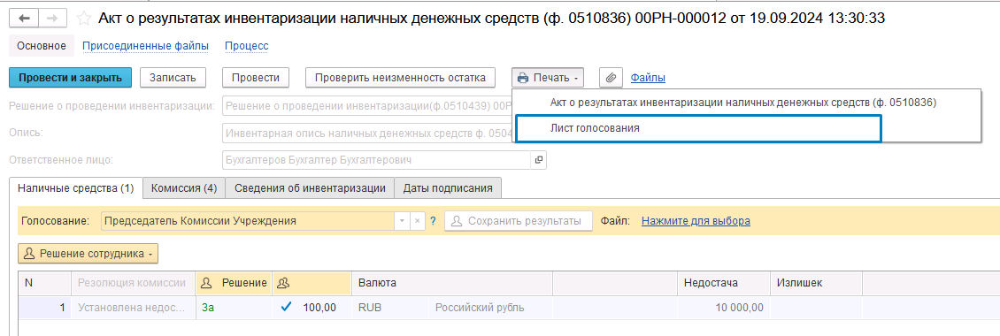 Акт о результатах инвентаризации наличных денежных средств (ф. 0510836) 00РН-000012 от 19.09.2024 13:30:33
Основное Присоединенные файлы Процесс
Провести и закрыть Записать Провести Проверить неизменность остатка Печать Файлы
Акт о результатах инвентаризации наличных денежных средств (ф. 0510836)
Лист голосования
Решение о проведении инвентаризации: Решение о проведении инвентаризации(ф.0510439) 00Р
Опись: Инвентарная опись наличных денежных средств ф. 0504
Ответственное лицо: Бухгалтеров Бухгалтер Бухгалтерович
Наличные средства (1) Комиссия (4) Сведения об инвентаризации Даты подписания
Голосование: Председатель Комиссии Учреждения ? Сохранить результаты Файл: Нажмите для выбора
Решение сотрудника
N Резолюция комиссии Решение Валюта Недостача Излишек
1 Установлена недос... За 100,00 RUB Российский рубль 10 000,00